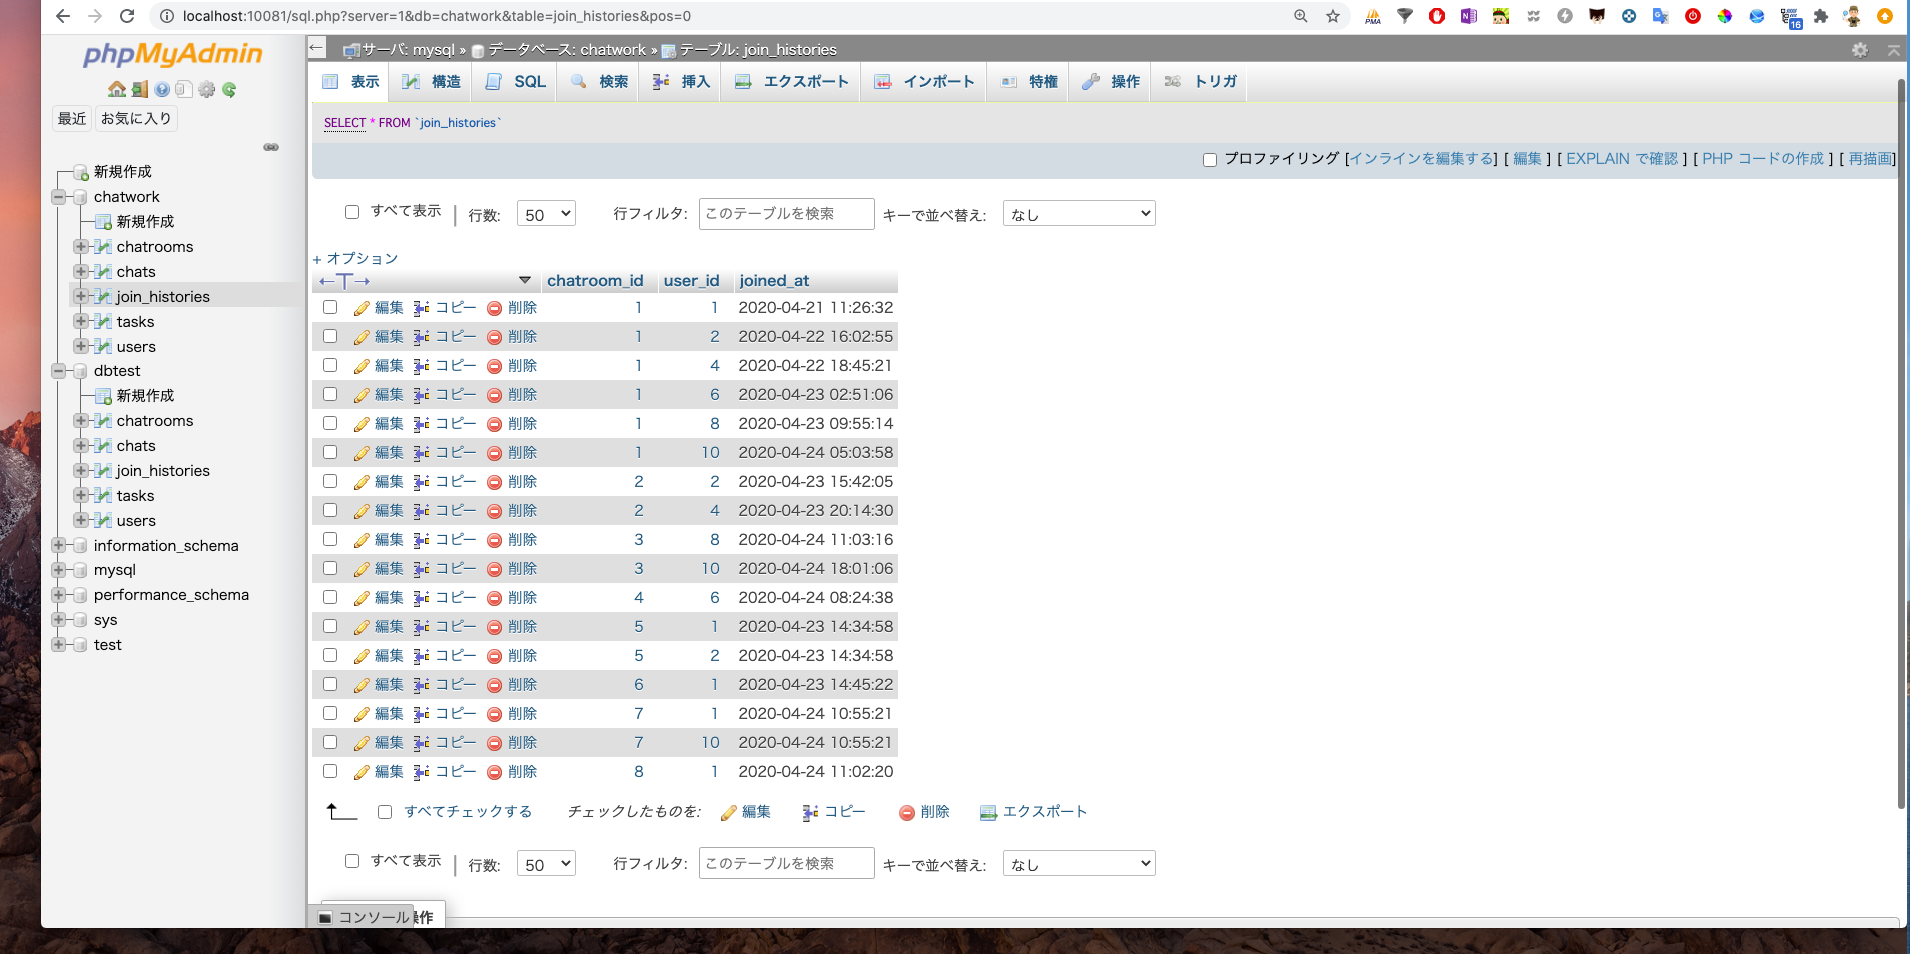 localhost:10081/sql.php?server=1&db=chatwork&table=join_histories&pos=0
PMA
16
phpMyAdmin
最近 お気に入り
新規作成
chatwork
新規作成
chatrooms
chats
join_histories
tasks
users
dbtest
新規作成
chatrooms
chats
join_histories
tasks
users
information_schema
mysql
performance_schema
sys
test
サーバ: mysql » データベース: chatwork » テーブル: join_histories
表示 構造 SQL 検索 挿入 エクスポート インポート 特権 操作 トリガ
SELECT * FROM `join_histories`
プロファイリング [インラインを編集する] [ 編集 ] [ EXPLAIN で確認 ] [ PHP コードの作成 ] [ 再描画]
すべて表示 | 行数: 50 行フィルタ: このテーブルを検索 キーで並べ替え: なし
+ オプション
←T→ chatroom_id user_id joined_at
編集 コピー 削除 1 1 2020-04-21 11:26:32
編集 コピー 削除 1 2 2020-04-22 16:02:55
編集 コピー 削除 1 4 2020-04-22 18:45:21
編集 コピー 削除 1 6 2020-04-23 02:51:06
編集 コピー 削除 1 8 2020-04-23 09:55:14
編集 コピー 削除 1 10 2020-04-24 05:03:58
編集 コピー 削除 2 2 2020-04-23 15:42:05
編集 コピー 削除 2 4 2020-04-23 20:14:30
編集 コピー 削除 3 8 2020-04-24 11:03:16
編集 コピー 削除 3 10 2020-04-24 18:01:06
編集 コピー 削除 4 6 2020-04-24 08:24:38
編集 コピー 削除 5 1 2020-04-23 14:34:58
編集 コピー 削除 5 2 2020-04-23 14:34:58
編集 コピー 削除 6 1 2020-04-23 14:45:22
編集 コピー 削除 7 1 2020-04-24 10:55:21
編集 コピー 削除 7 10 2020-04-24 10:55:21
編集 コピー 削除 8 1 2020-04-24 11:02:20
すべてチェックする チェックしたものを: 編集 コピー 削除 エクスポート
すべて表示 | 行数: 50 行フィルタ: このテーブルを検索 キーで並べ替え: なし
コンソール 操作